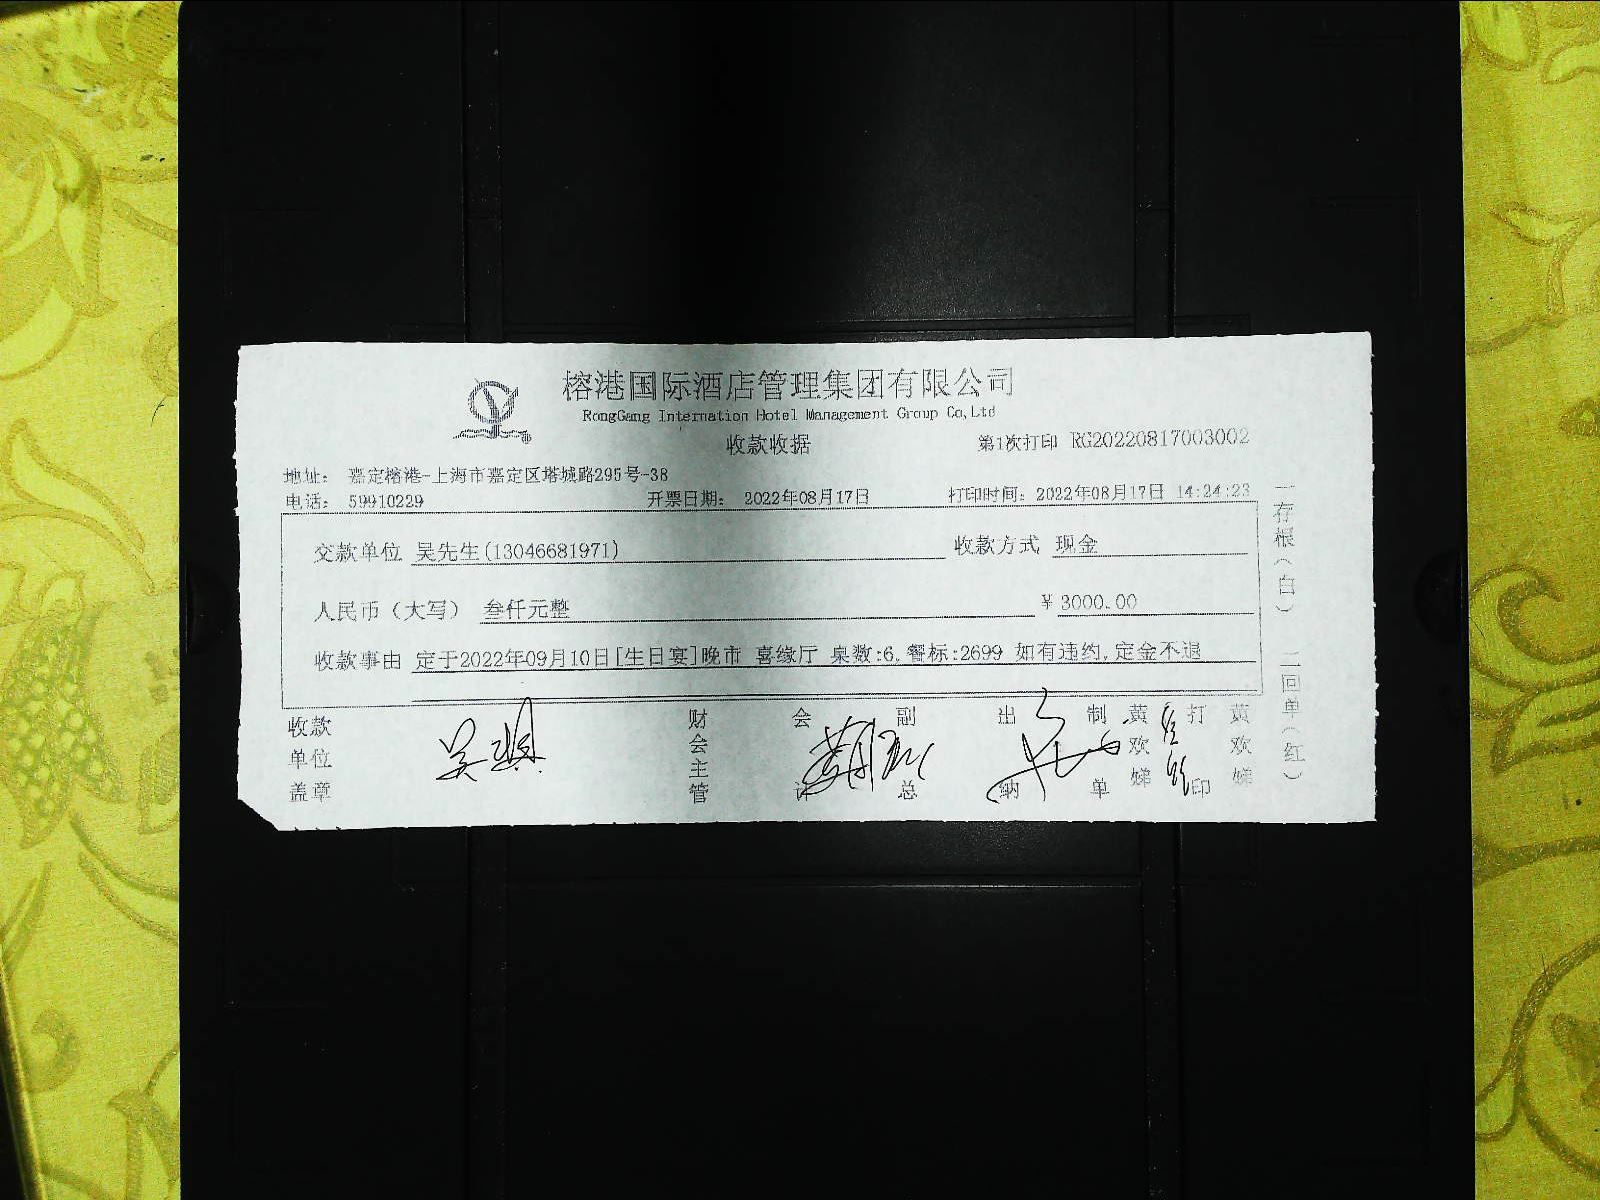 榕港国际酒店管理集团有限公司
RongGang Internation Hotel Management Group Co,Ltd
收款收据
第1次打印 RG20220817003002
地址： 嘉定榕港-上海市嘉定区塔城路295号-38
电话： 59910229 开票日期： 2022年08月17日 打印时间：2022年08月17日 14:24:23
交款单位 吴先生(13046681971) 收款方式 现金
人民币（大写） 叁仟元整 ￥3000.00
收款事由 定于2022年09月10日[生日宴]晚市 喜缘厅 桌数:6,餐标:2699 如有违约,定金不退
收款单位盖章 财会主管 会计 副总 出纳 制单 黄欢娣 打印 黄欢娣
一存根（白） 二回单（红）